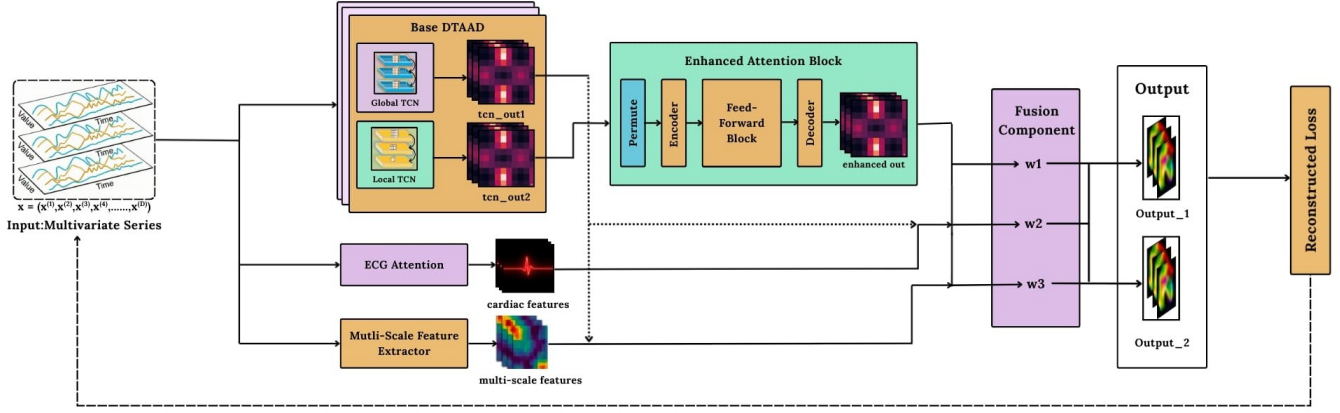 Value
Time
Value
Time
Value
Time
x = (x(1),x(2),x(3),x(4),......,x(D))
Input:Multivariate Series
Base DTAAD
Global TCN
tcn_out1
Local TCN
tcn_out2
ECG Attention
cardiac features
Mutli-Scale Feature
Extractor
multi-scale features
Enhanced Attention Block
Permute
Encoder
Feed-
Forward
Block
Decoder
enhanced out
Fusion
Component
w1
w2
w3
Output
Output_1
Output_2
Reconstructed Loss